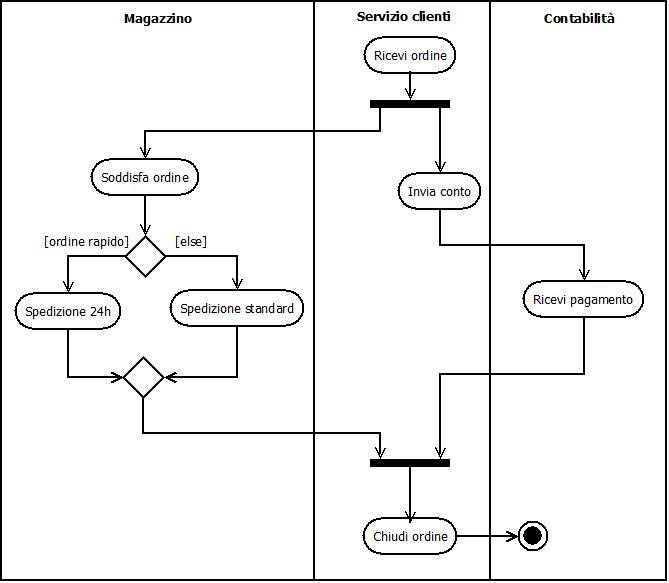 Magazzino
Servizio clienti
Contabilità
Ricevi ordine
Soddisfa ordine
Invia conto
[ordine rapido]
[else]
Spedizione 24h
Spedizione standard
Ricevi pagamento
Chiudi ordine